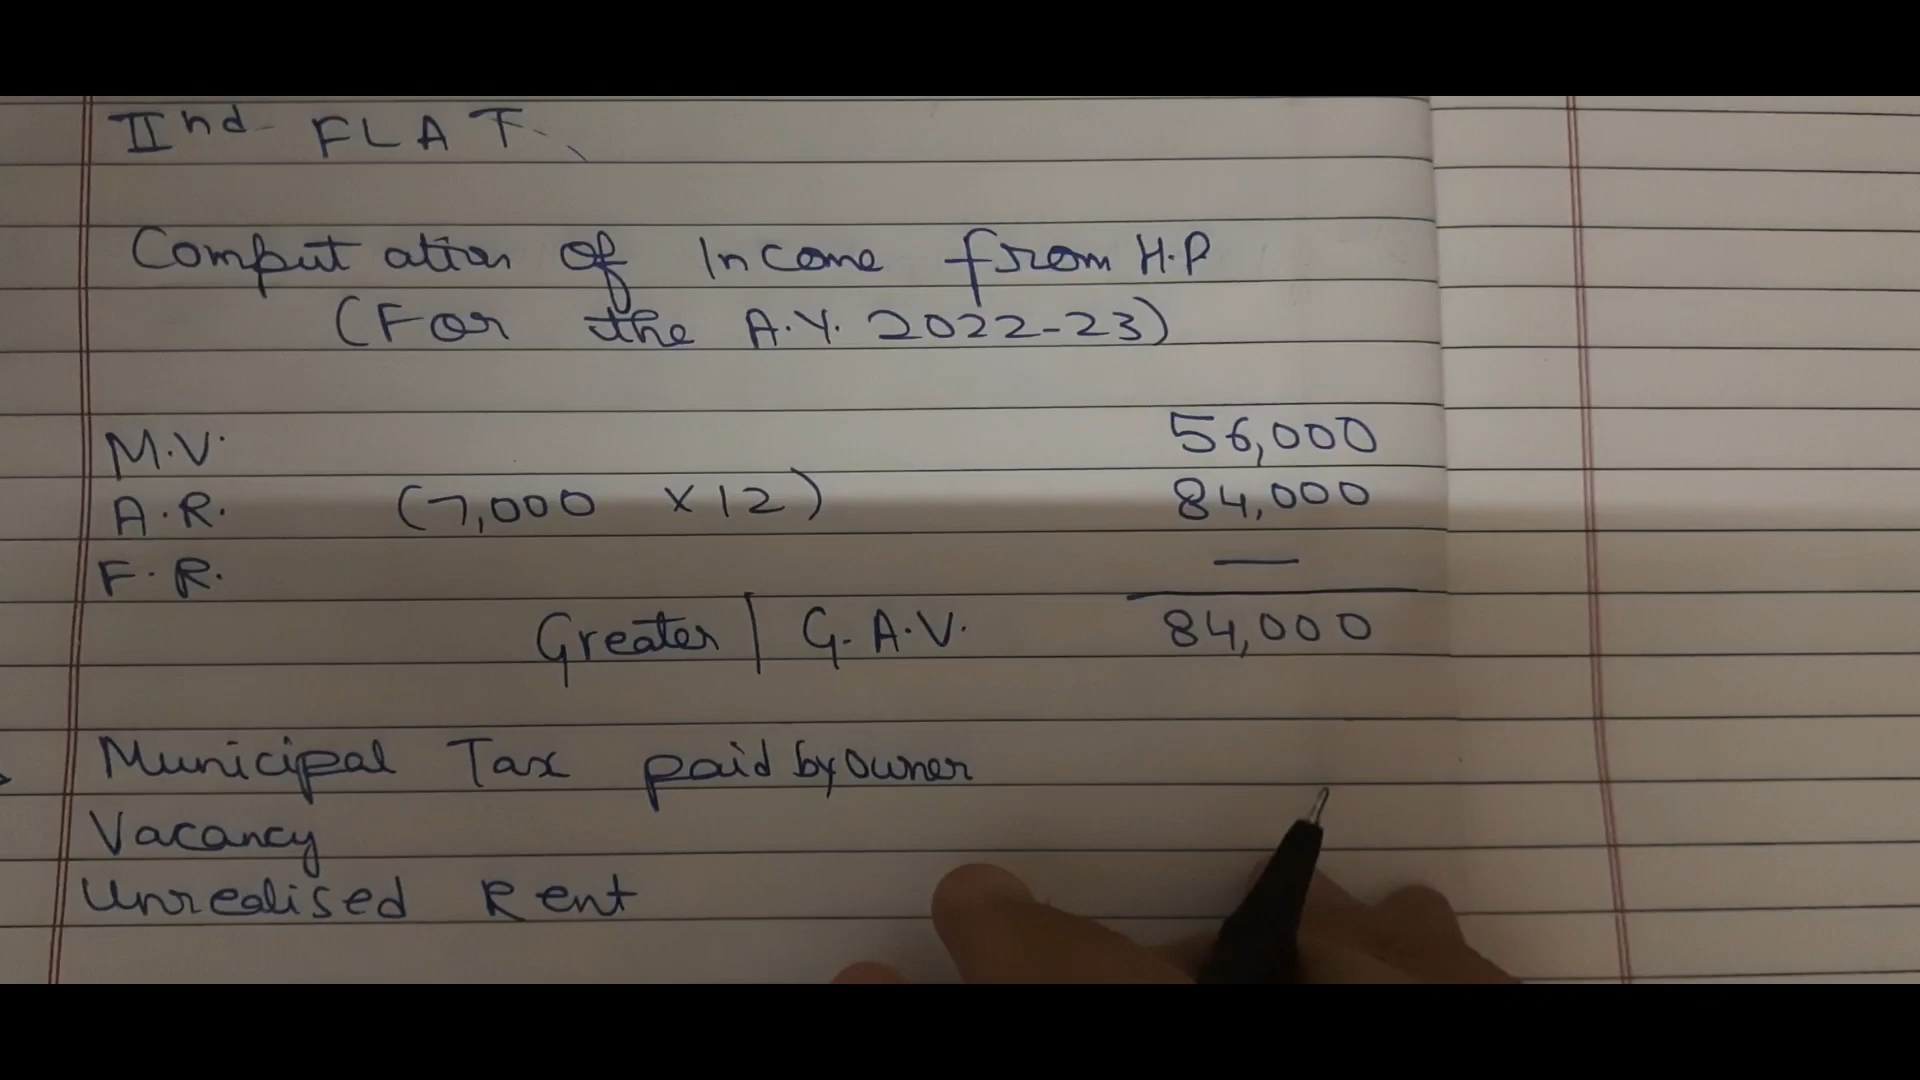 IInd FLAT
Computation of Income from H.P
(For the A.Y. 2022-23)
M.V. 56,000
A.R. (7,000 × 12) 84,000
F.R. —
Greater | G.A.V. 84,000
Municipal Tax paid by owner
Vacancy
Unrealised Rent